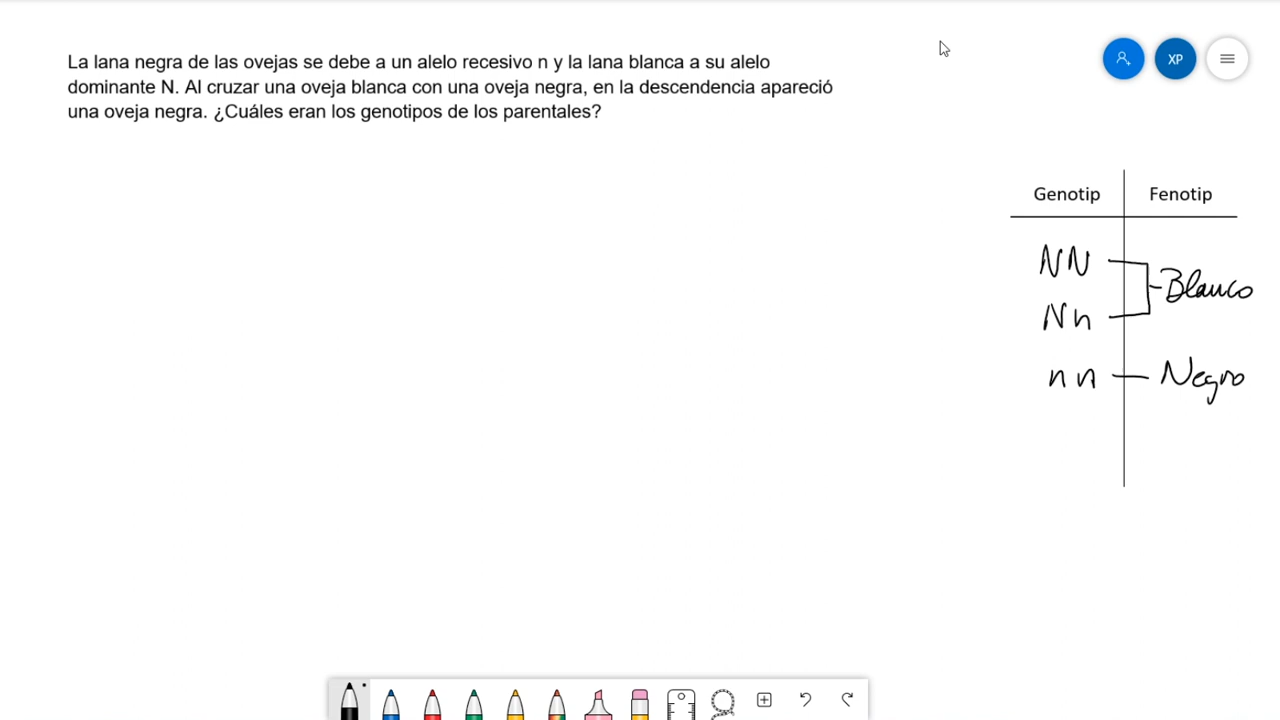 La lana negra de las ovejas se debe a un alelo recesivo n y la lana blanca a su alelo
dominante N. Al cruzar una oveja blanca con una oveja negra, en la descendencia apareció
una oveja negra. ¿Cuáles eran los genotipos de los parentales?
XP
Genotip Fenotip
NN
Blanco
Nn
nn Negro